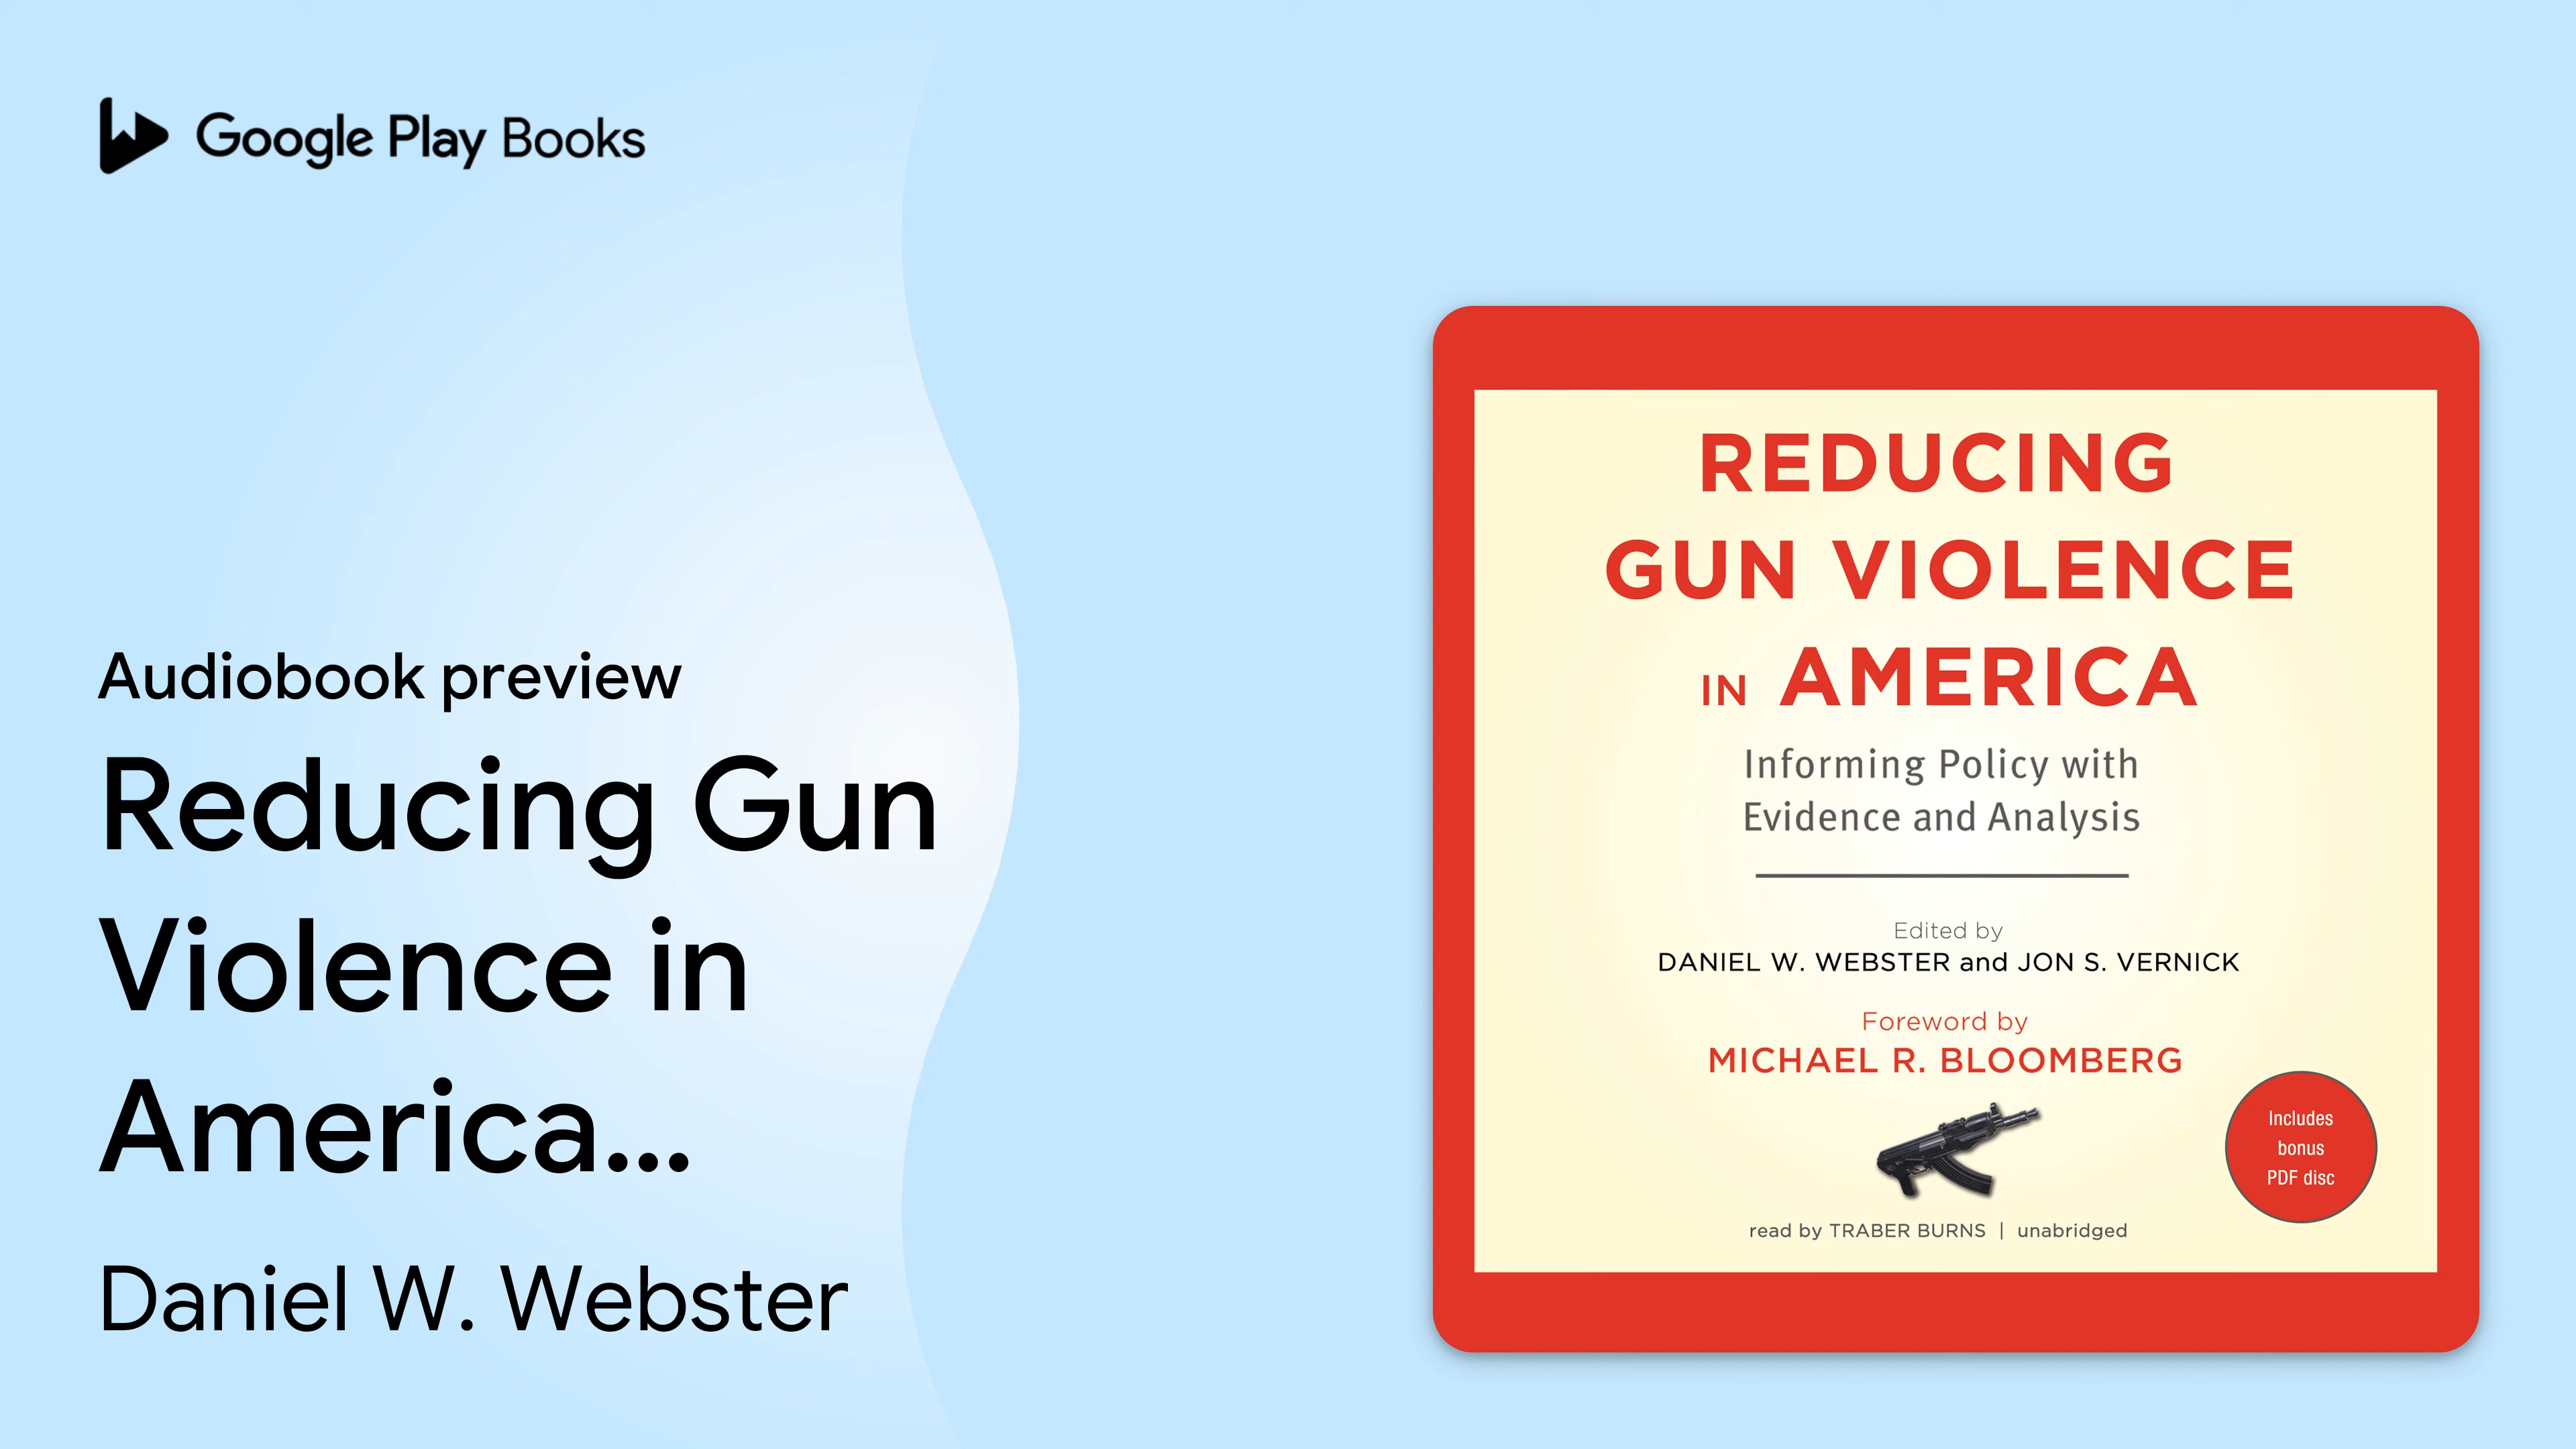 Google Play Books
Audiobook preview
Reducing Gun
Violence in
America...
Daniel W. Webster
REDUCING
GUN VIOLENCE
IN AMERICA
Informing Policy with
Evidence and Analysis
Edited by
DANIEL W. WEBSTER and JON S. VERNICK
Foreword by
MICHAEL R. BLOOMBERG
Includes
bonus
PDF disc
read by TRABER BURNS | unabridged